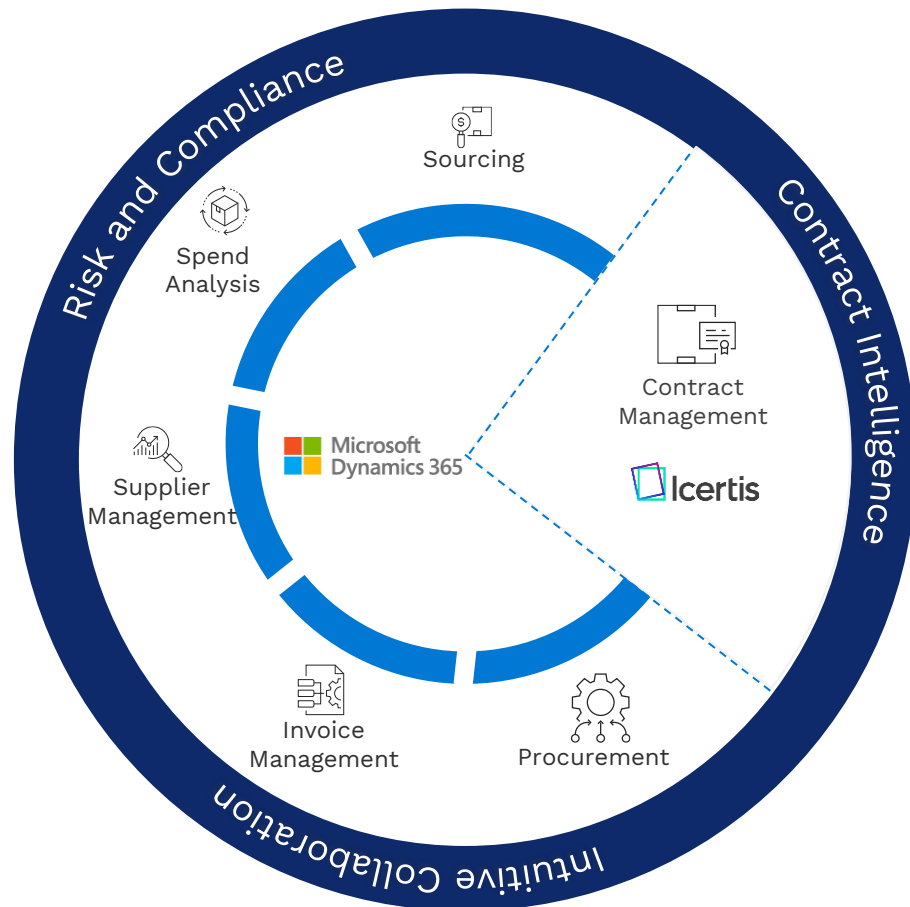 Risk and Compliance
Contract Intelligence
Intuitive Collaboration
$
Sourcing
Spend
Analysis
Contract
Management
Icertis
Microsoft
Dynamics 365
Supplier
Management
Invoice
Management
Procurement